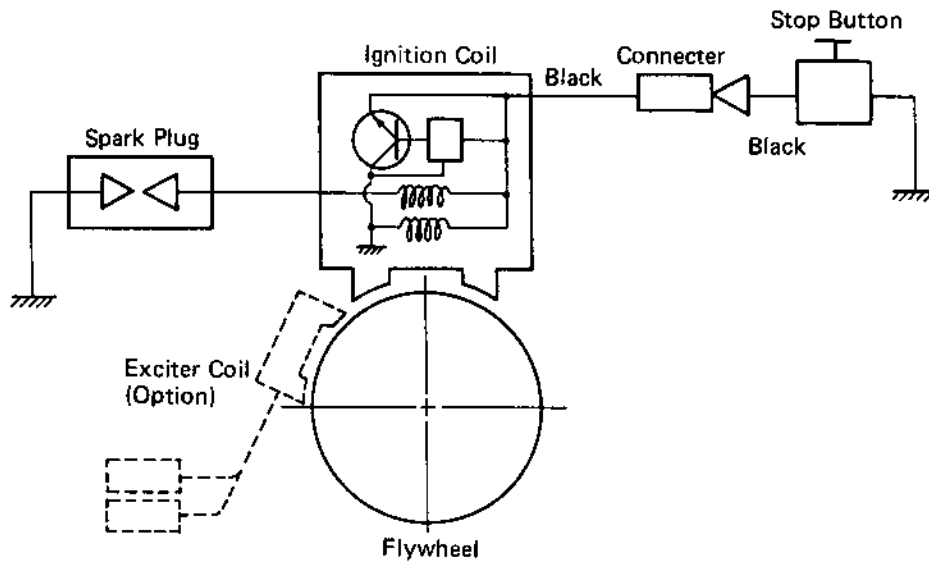 Stop Button
Ignition Coil
Connecter
Black
Spark Plug
Black
Exciter Coil
(Option)
Flywheel